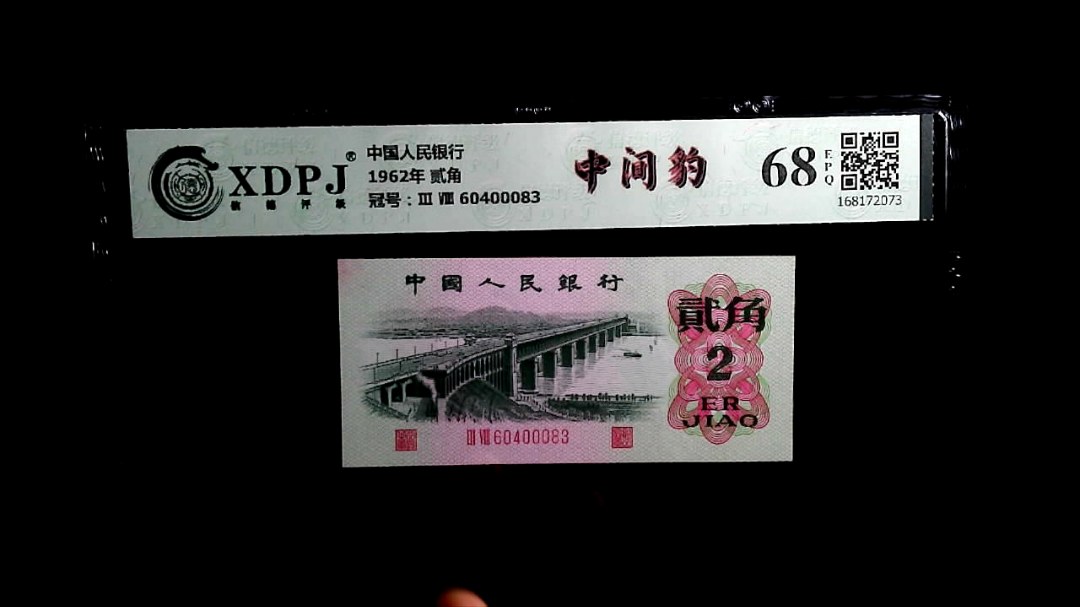 XDPJ®
中国人民银行
1962年 贰角
冠号：Ⅲ Ⅷ 60400083
中间豹
68
EPQ
168172073
中國人民銀行
貳角
2
ER
JIAO
Ⅲ Ⅷ 60400083